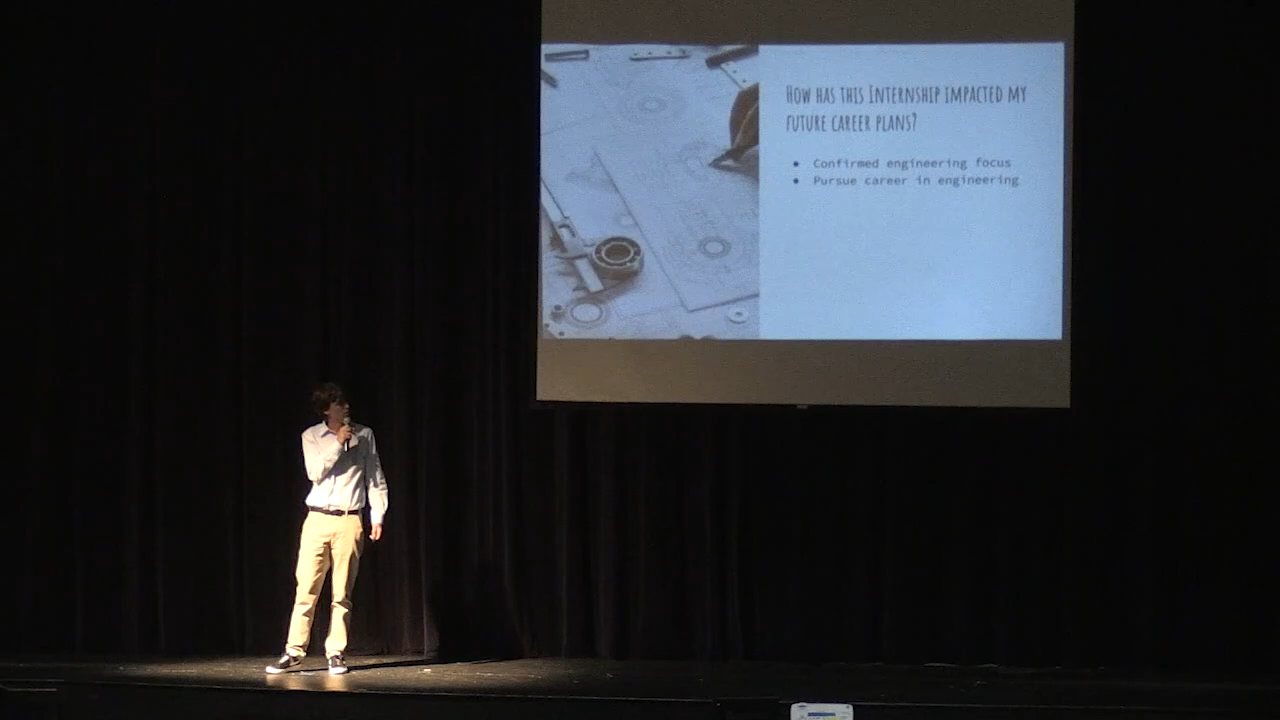 How has this Internship impacted my
future career plans?
● Confirmed engineering focus
● Pursue career in engineering